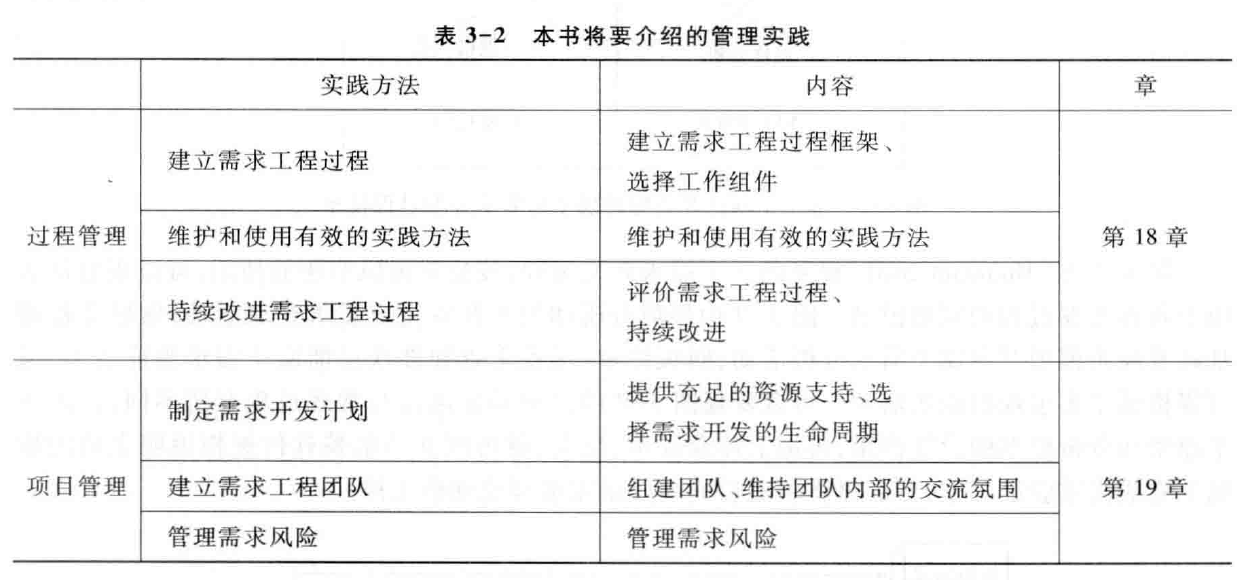 表 3-2 本书将要介绍的管理实践
实践方法 内容 章
建立需求工程过程 建立需求工程过程框架、
选择工作组件
过程管理 维护和使用有效的实践方法 维护和使用有效的实践方法 第 18 章
持续改进需求工程过程 评价需求工程过程、
持续改进
制定需求开发计划 提供充足的资源支持、选
择需求开发的生命周期
项目管理 建立需求工程团队 组建团队、维持团队内部的交流氛围 第 19 章
管理需求风险 管理需求风险